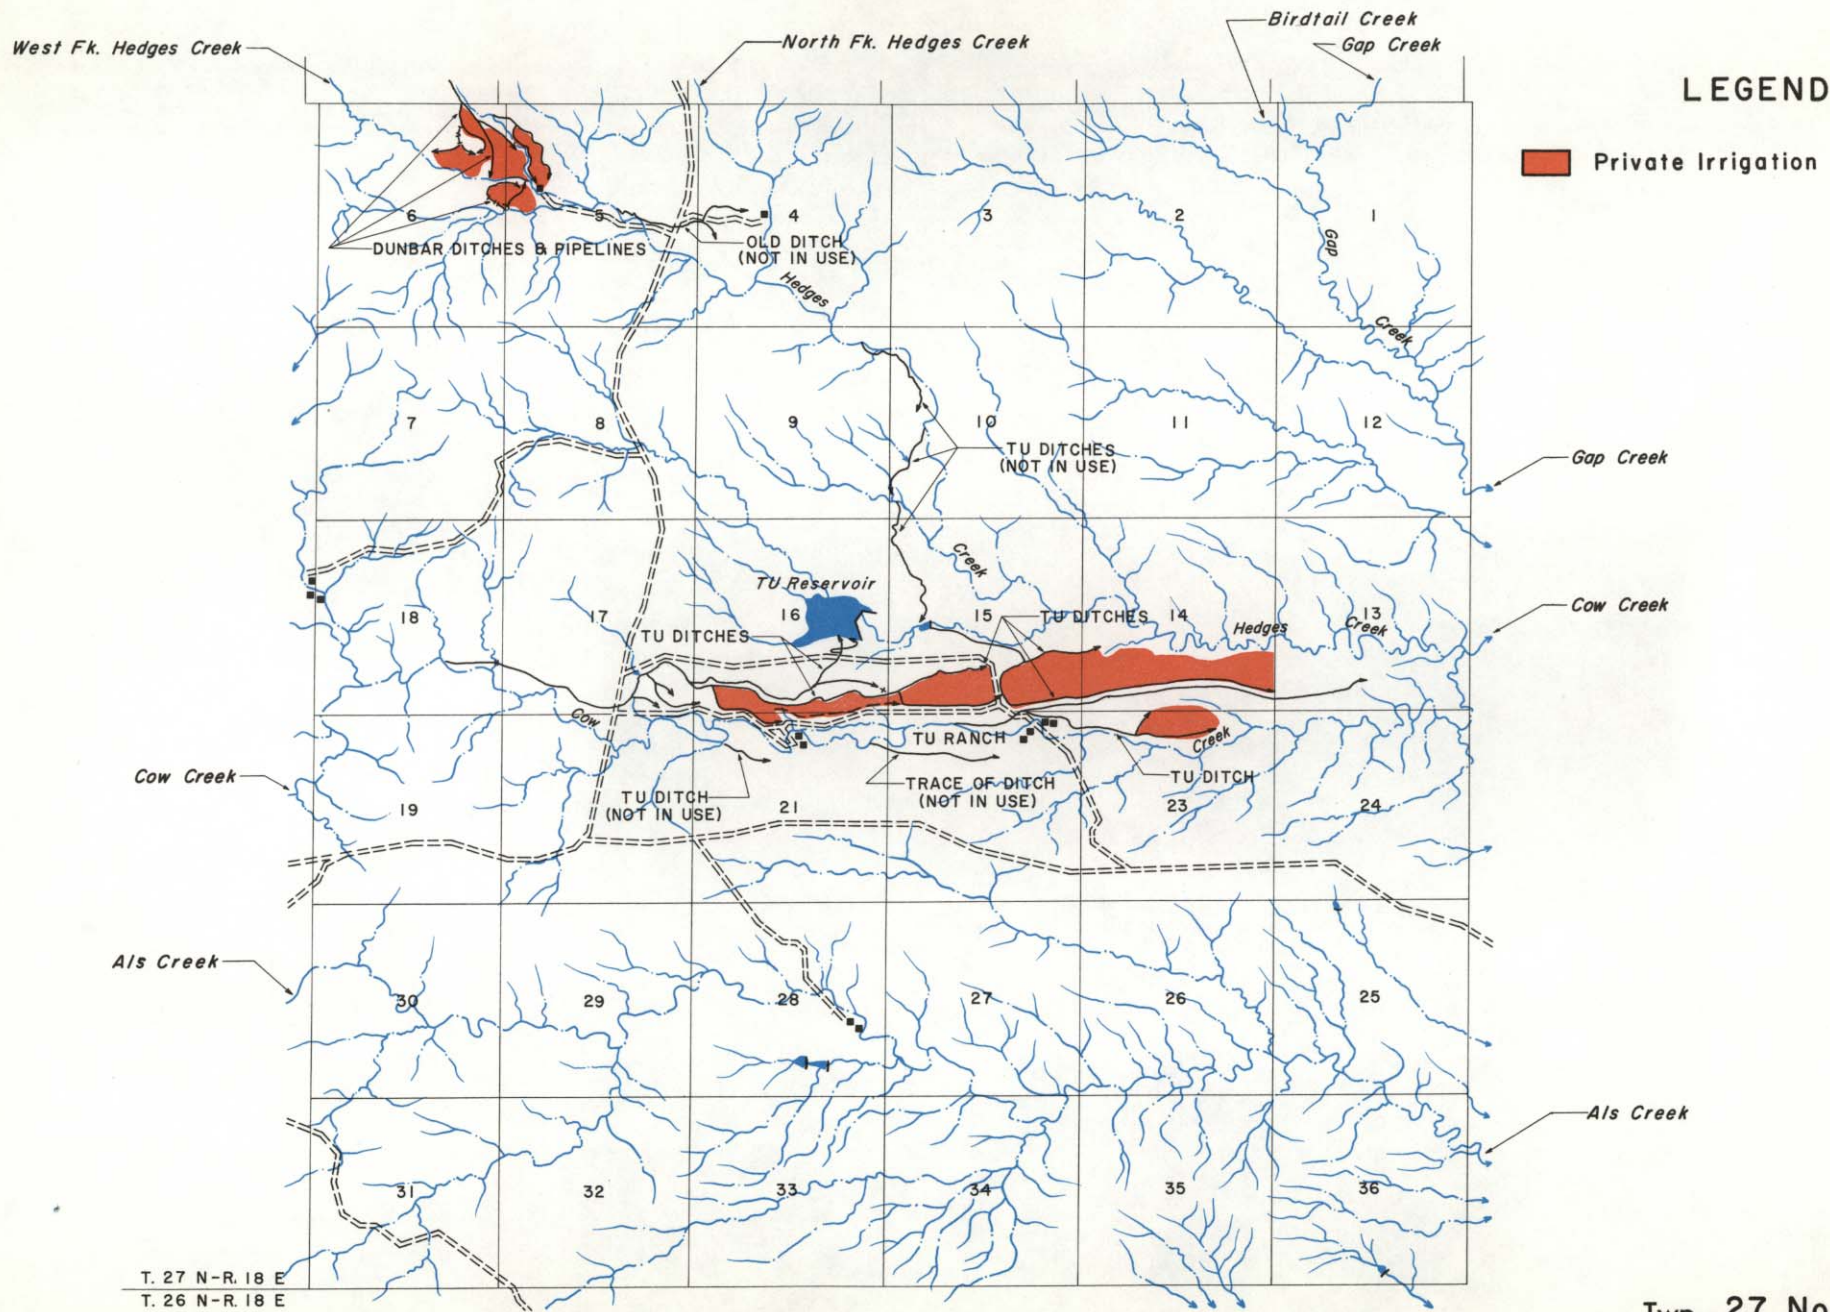 Birdtail Creek
West Fk. Hedges Creek
North Fk. Hedges Creek
Gap Creek
LEGEND
Private Irrigation
6
5
4
3
2
1
DUNBAR DITCHES & PIPELINES
OLD DITCH
(NOT IN USE)
Gap
Hedges
Creek
7
8
9
10
11
12
TU DITCHES
(NOT IN USE)
Gap Creek
Creek
TU Reservoir
18
17
16
15
TU DITCHES
14
13
Cow Creek
TU DITCHES
Hedges
Creek
Cow
TU RANCH
Creek
Cow Creek
TU DITCH
TRACE OF DITCH
(NOT IN USE)
TU DITCH
(NOT IN USE)
19
21
23
24
Als Creek
30
29
28
27
26
25
Als Creek
31
32
33
34
35
36
T. 27 N-R. 18 E
T. 26 N-R. 18 E
Twp. 27 No